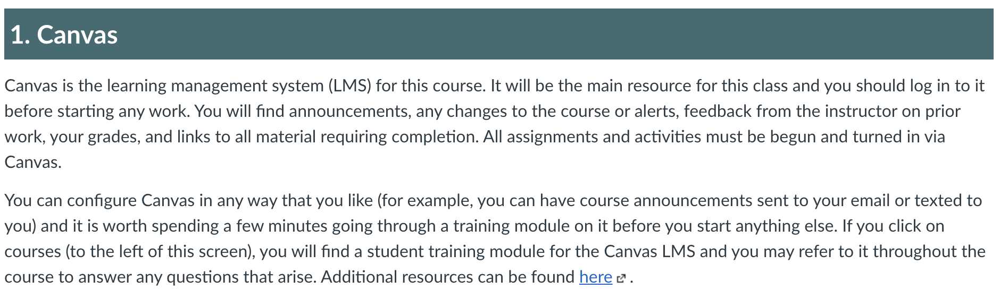 1. Canvas
Canvas is the learning management system (LMS) for this course. It will be the main resource for this class and you should log in to it
before starting any work. You will find announcements, any changes to the course or alerts, feedback from the instructor on prior
work, your grades, and links to all material requiring completion. All assignments and activities must be begun and turned in via
Canvas.
You can configure Canvas in any way that you like (for example, you can have course announcements sent to your email or texted to
you) and it is worth spending a few minutes going through a training module on it before you start anything else. If you click on
courses (to the left of this screen), you will find a student training module for the Canvas LMS and you may refer to it throughout the
course to answer any questions that arise. Additional resources can be found here .